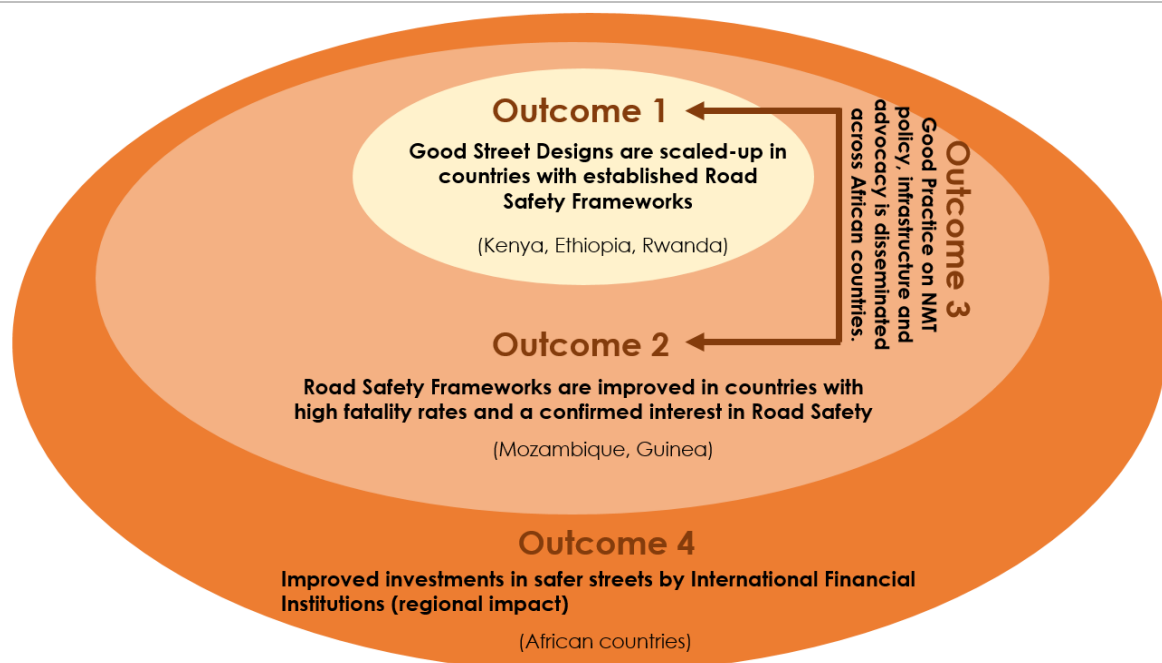 Outcome 1
Good Street Designs are scaled-up in
countries with established Road
Safety Frameworks
(Kenya, Ethiopia, Rwanda)
Outcome 2
Road Safety Frameworks are improved in countries with
high fatality rates and a confirmed interest in Road Safety
(Mozambique, Guinea)
Outcome 3
Good Practice on NMT
policy, infrastructure and
advocacy is disseminated
across African countries.
Outcome 4
Improved investments in safer streets by International Financial
Institutions (regional impact)
(African countries)